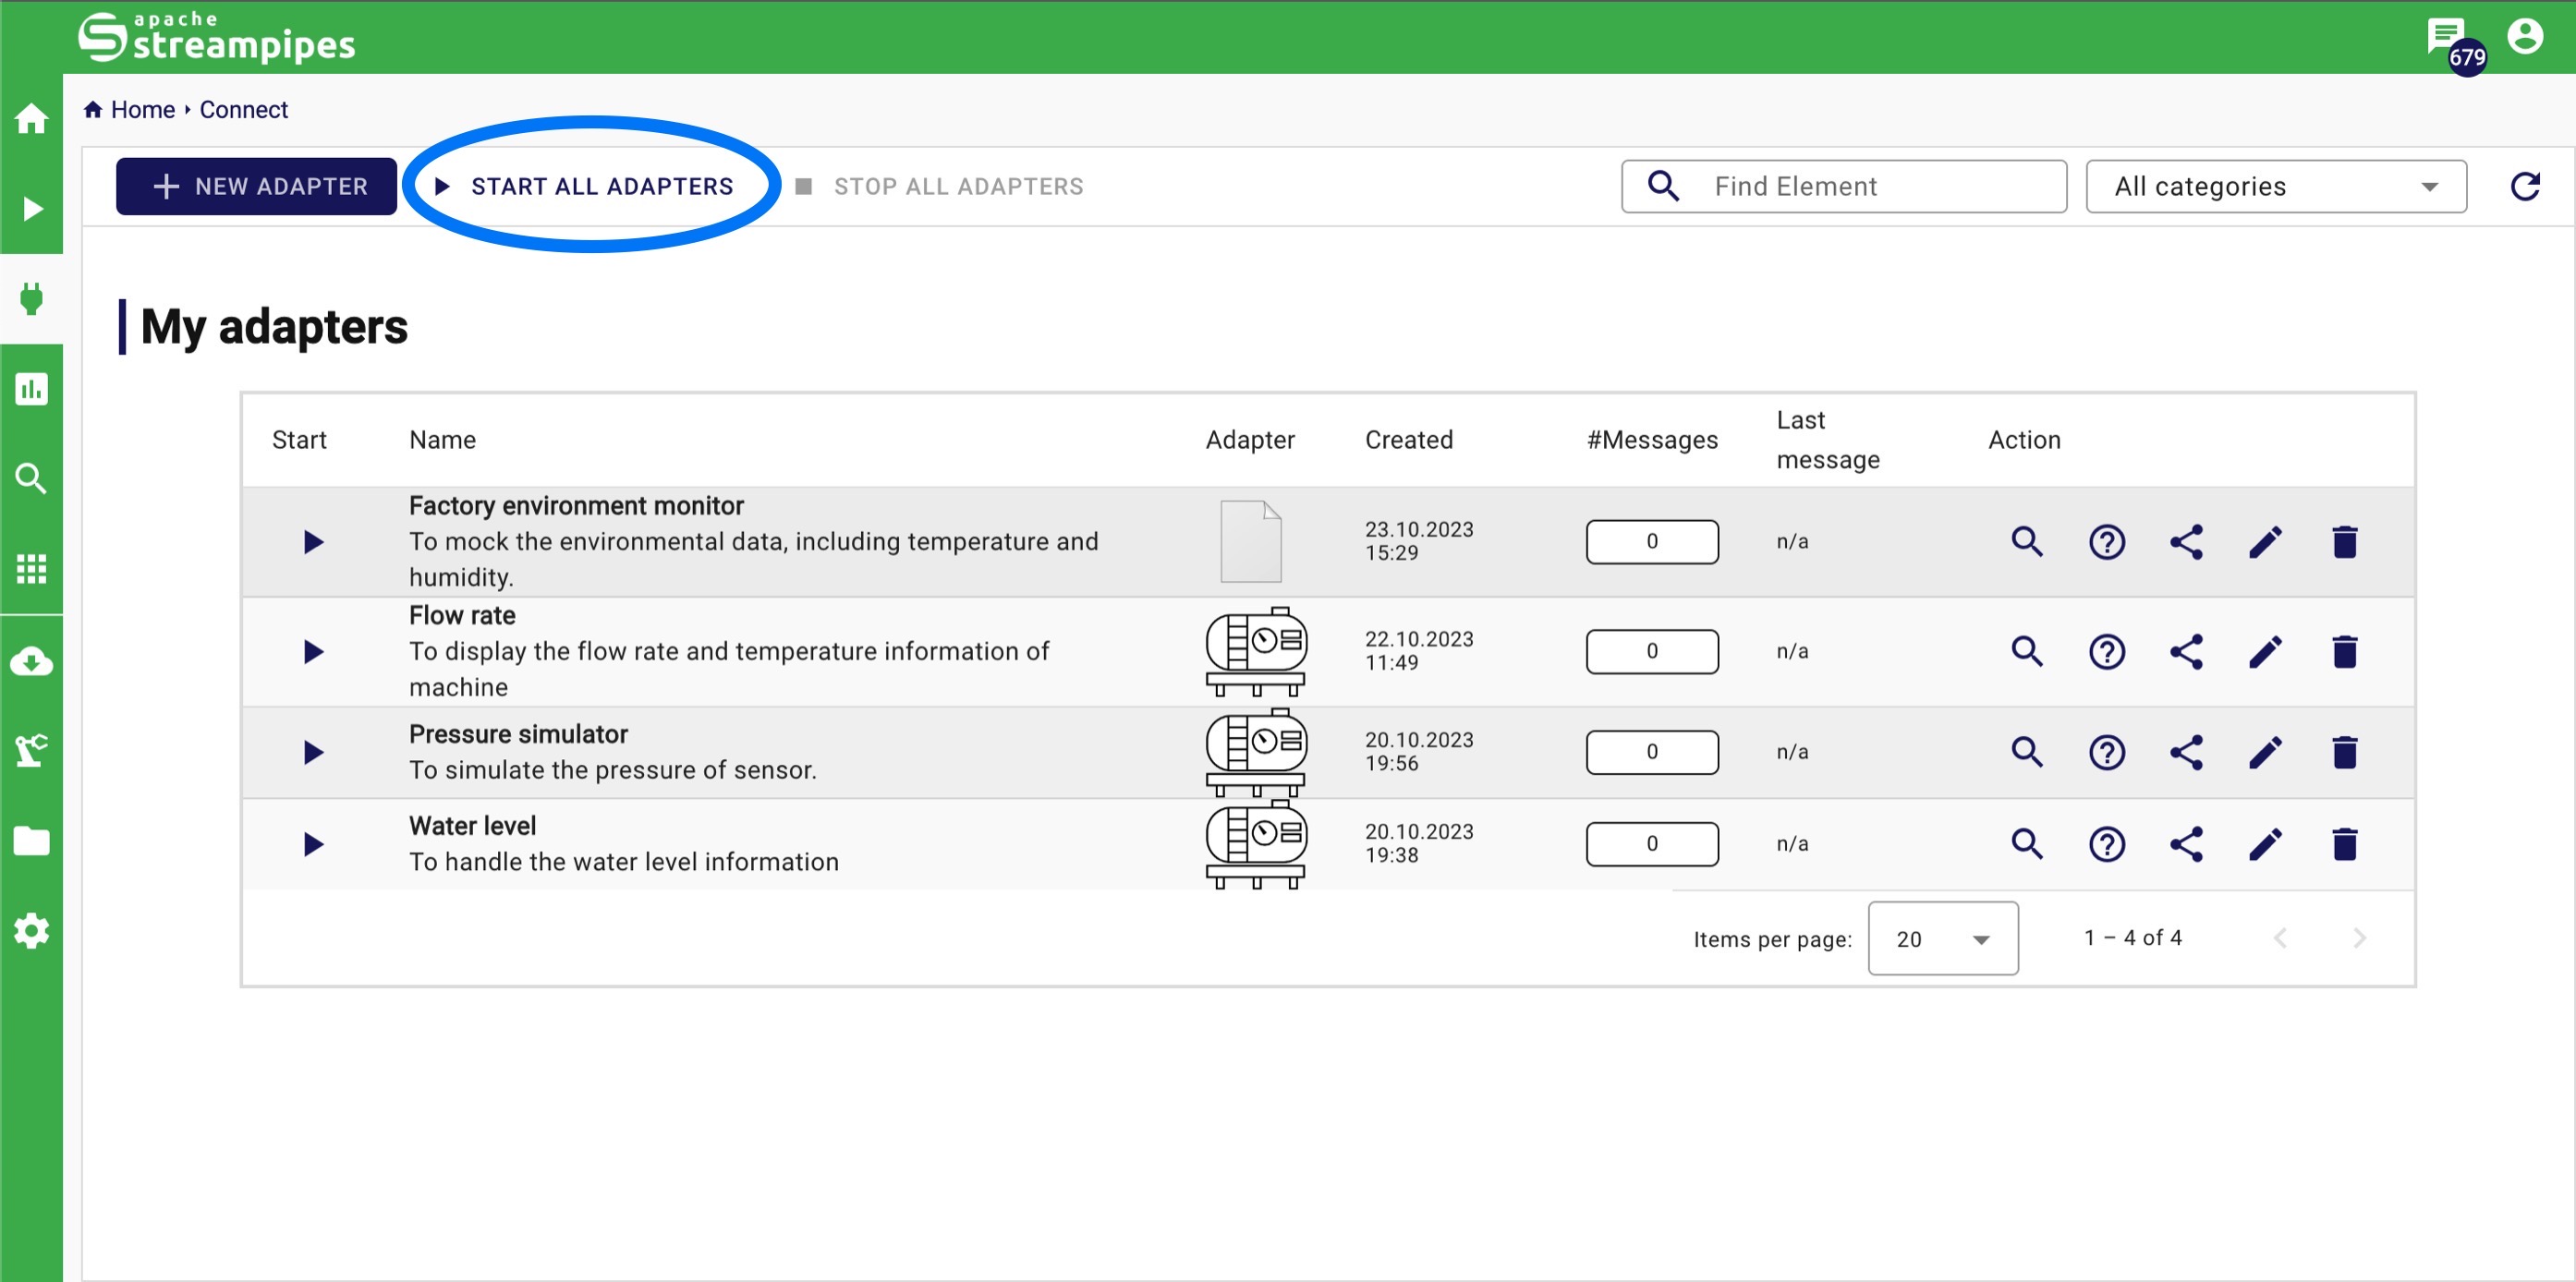 apache
streampipes
679
Home Connect
NEW ADAPTER START ALL ADAPTERS STOP ALL ADAPTERS Find Element All categories
My adapters
Start Name Adapter Created #Messages Last message Action
Factory environment monitor
To mock the environmental data, including temperature and
humidity.
23.10.2023
15:29
0
n/a
Flow rate
To display the flow rate and temperature information of
machine
22.10.2023
11:49
0
n/a
Pressure simulator
To simulate the pressure of sensor.
20.10.2023
19:56
0
n/a
Water level
To handle the water level information
20.10.2023
19:38
0
n/a
Items per page: 20 1 – 4 of 4